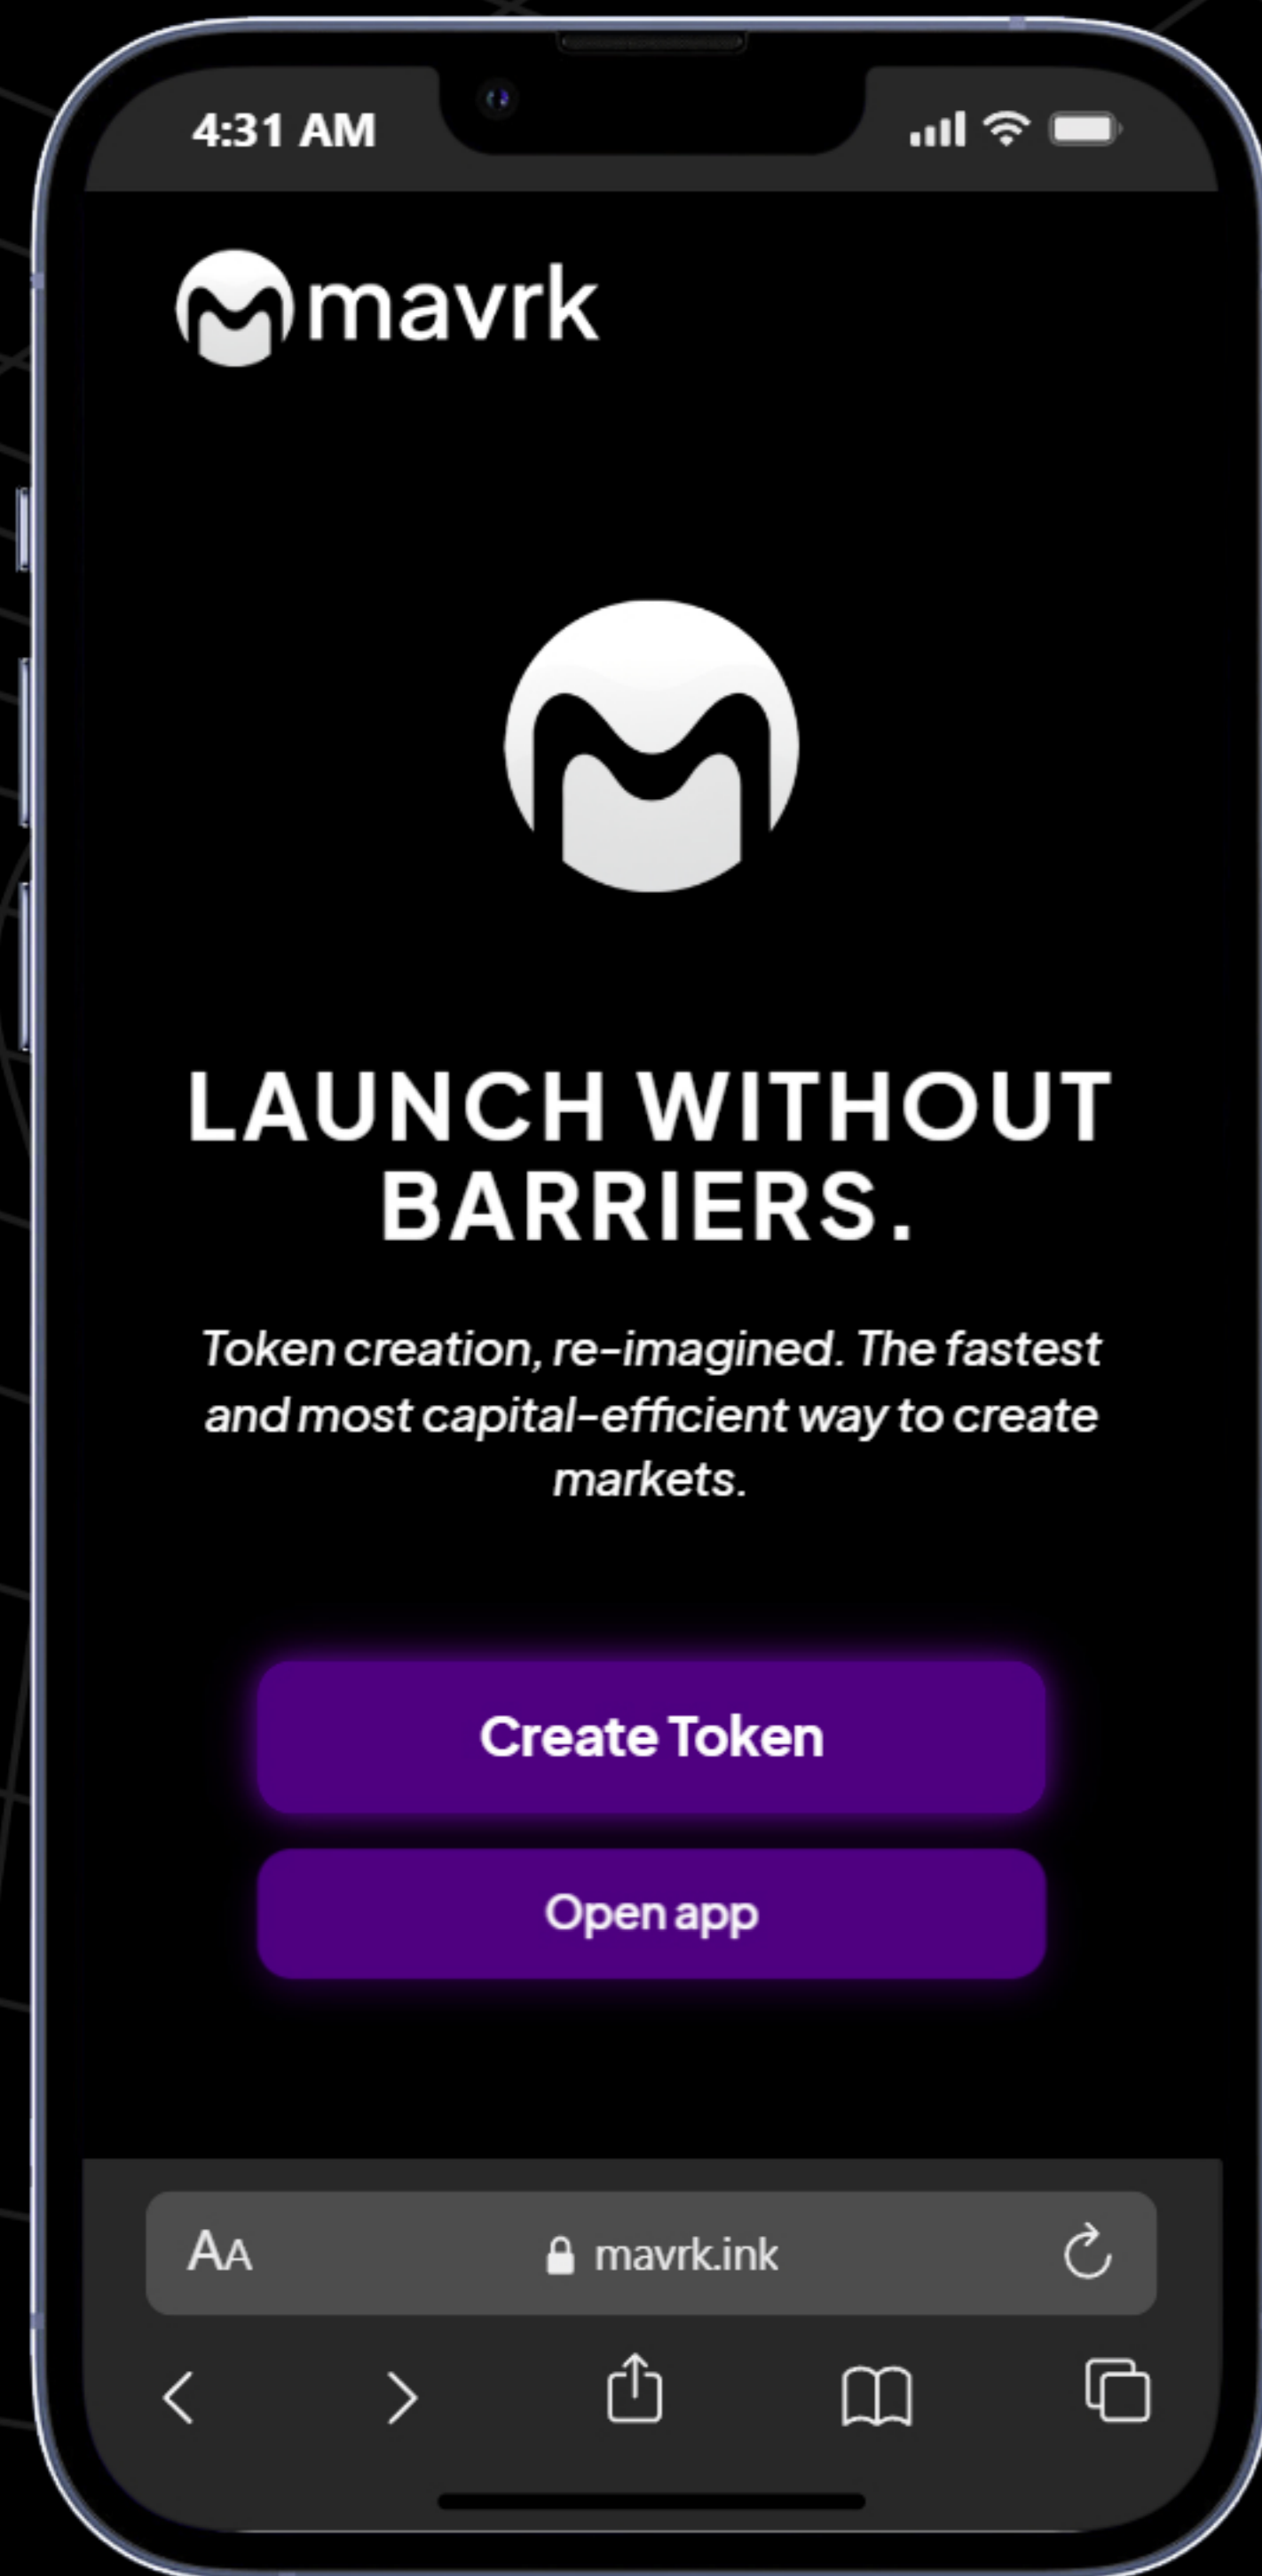 4:31 AM
mavrk
LAUNCH WITHOUT
BARRIERS.
Token creation, re-imagined. The fastest
and most capital-efficient way to create
markets.
Create Token
Open app
AA mavrk.ink